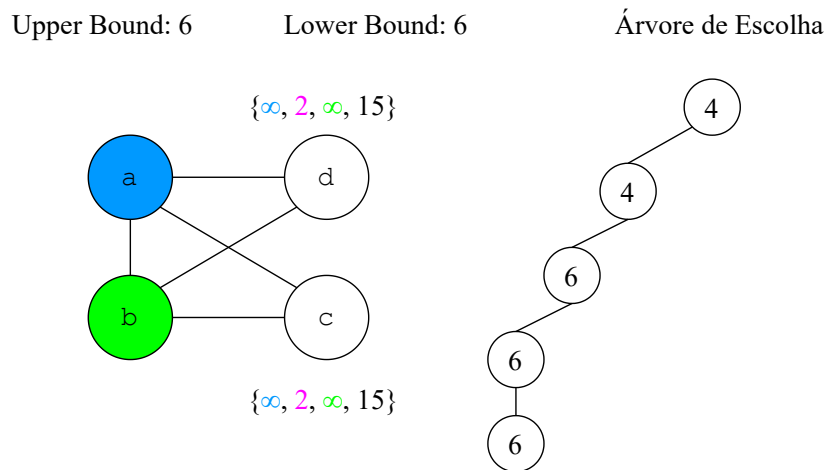 Upper Bound: 6 Lower Bound: 6 Árvore de Escolha
{∞, 2, ∞, 15}
4
a d
4
6
b c
6
{∞, 2, ∞, 15}
6